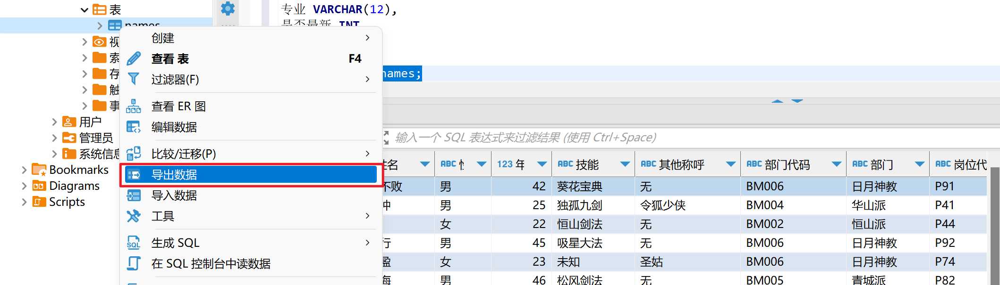 表
names
视
索
存
触
事
用户
管理员
系统信息
Bookmarks
Diagrams
Scripts
创建
查看 表 F4
过滤器(F)
查看 ER 图
编辑数据
比较/迁移(P)
导出数据
导入数据
工具
生成 SQL
在 SQL 控制台中读数据
专业 VARCHAR(12),
是否最新 INT
names;
输入一个 SQL 表达式来过滤结果 (使用 Ctrl+Space)
姓名 ABC 性 123 年 ABC 技能 ABC 其他称呼 ABC 部门代码 ABC 部门 ABC 岗位代
不败 男 42 葵花宝典 无 BM006 日月神教 P91
冲 男 25 独孤九剑 令狐少侠 BM004 华山派 P41
女 22 恒山剑法 无 BM002 恒山派 P44
行 男 45 吸星大法 无 BM006 日月神教 P92
盈 女 23 未知 圣姑 BM006 日月神教 P74
海 男 46 松风剑法 无 BM005 青城派 P82